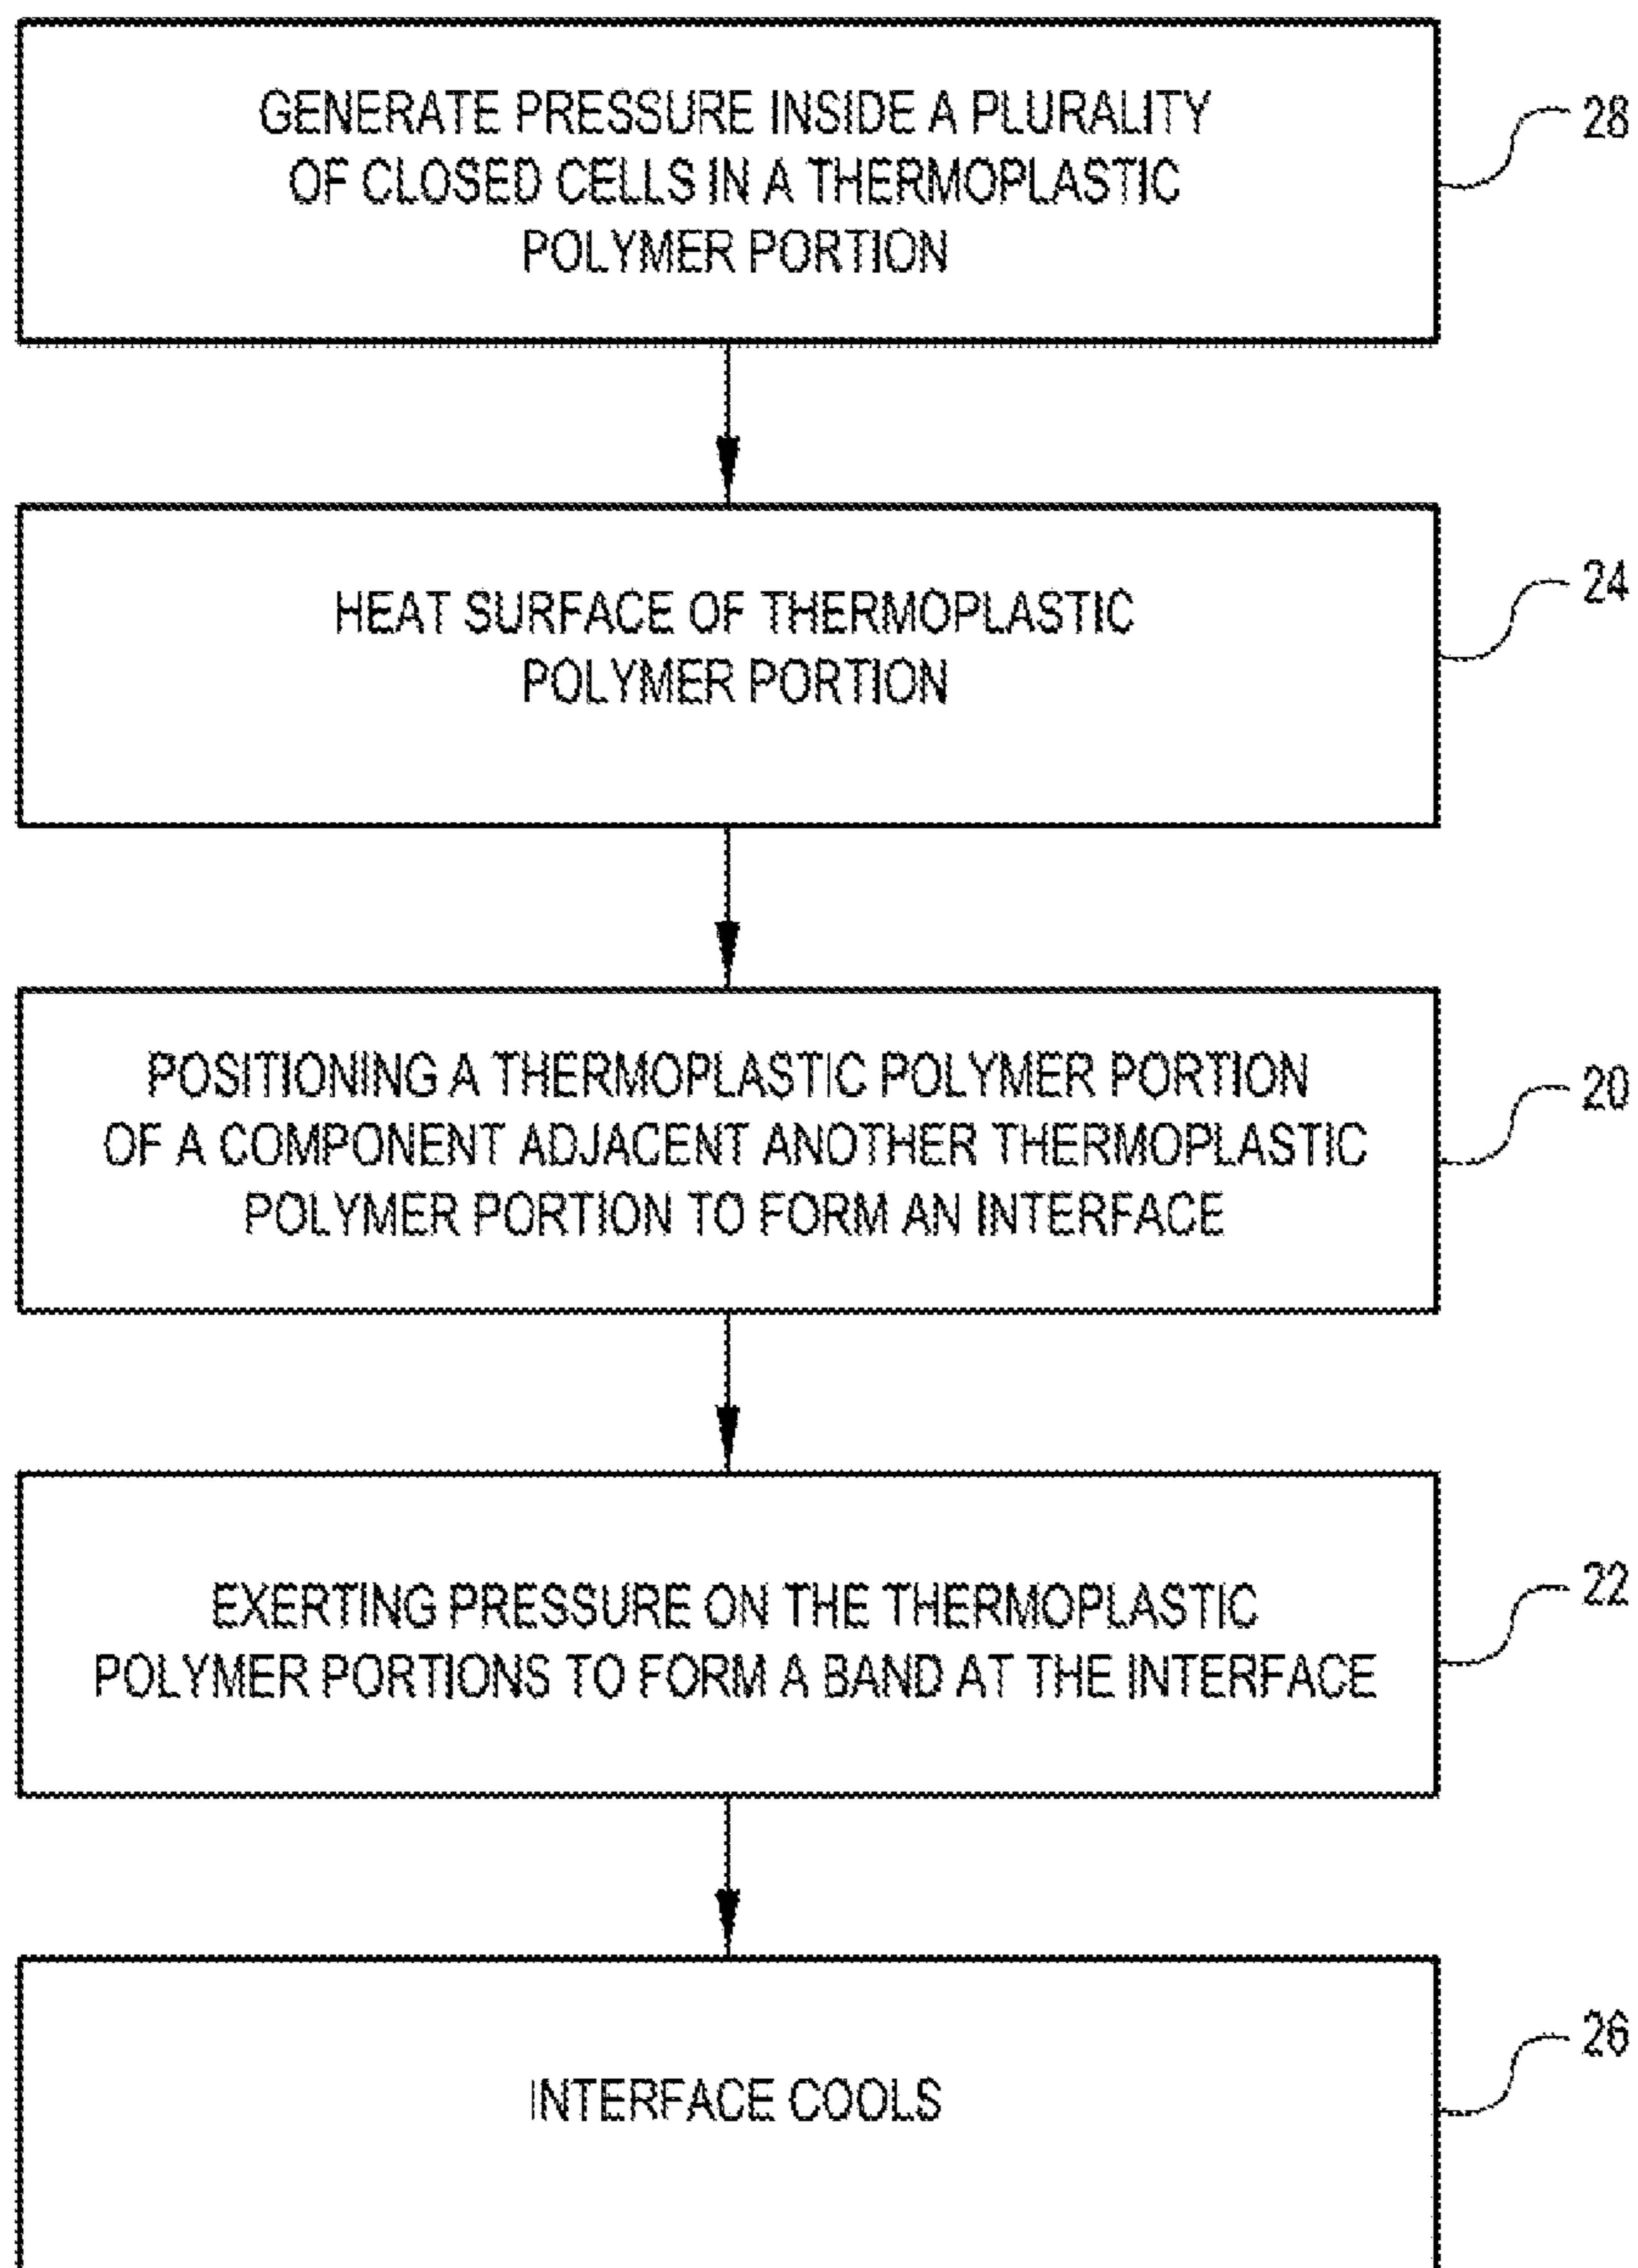 GENERATE PRESSURE INSIDE A PLURALITY
OF CLOSED CELLS IN A THERMOPLASTIC
POLYMER PORTION
28
HEAT SURFACE OF THERMOPLASTIC
POLYMER PORTION
24
POSITIONING A THERMOPLASTIC POLYMER PORTION
OF A COMPONENT ADJACENT ANOTHER THERMOPLASTIC
POLYMER PORTION TO FORM AN INTERFACE
20
EXERTING PRESSURE ON THE THERMOPLASTIC
POLYMER PORTIONS TO FORM A BAND AT THE INTERFACE
22
INTERFACE COOLS
26